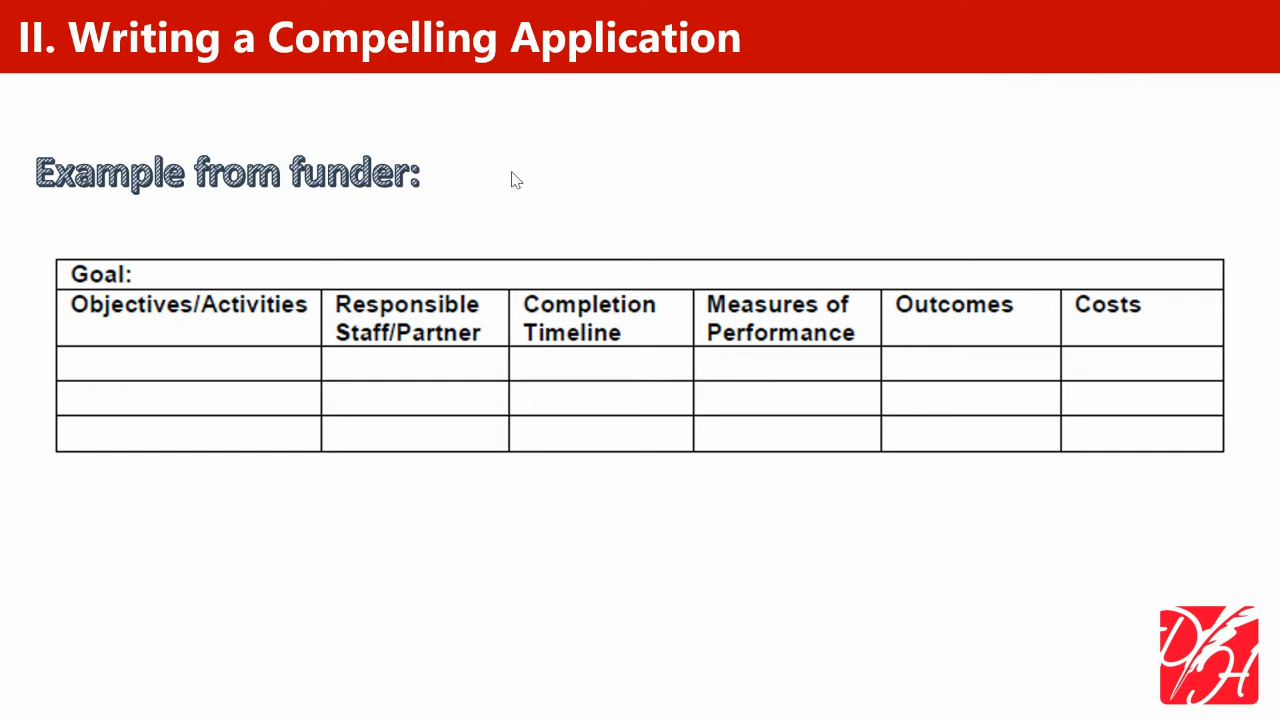 II. Writing a Compelling Application
Example from funder:
Goal:
Objectives/Activities Responsible Staff/Partner Completion Timeline Measures of Performance Outcomes Costs
DH